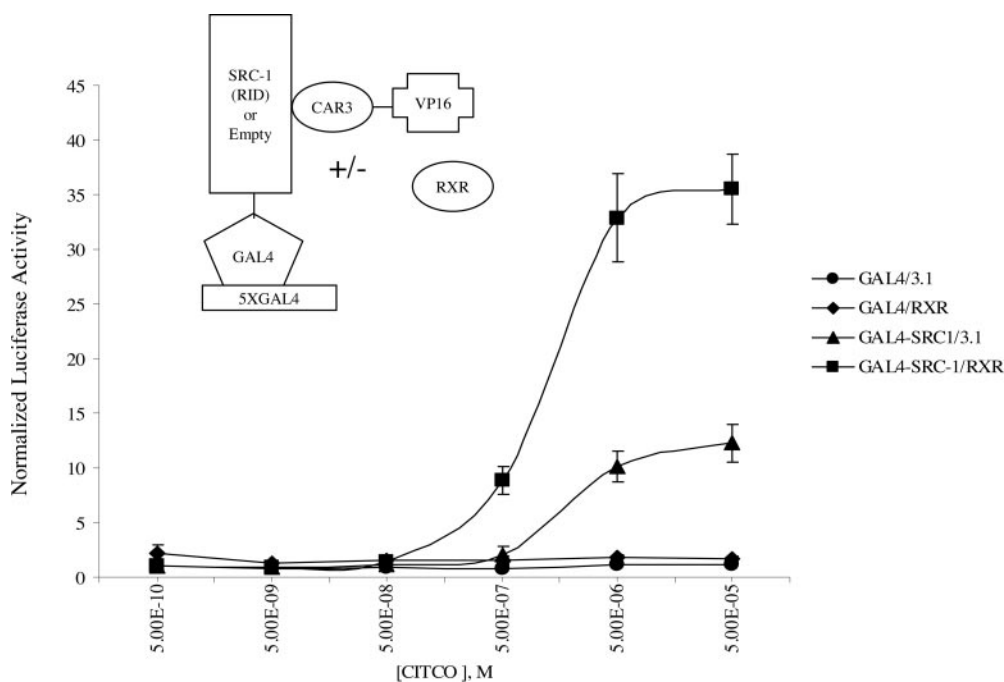 SRC-1
(RID)
or
Empty
CAR3
VP16
+/-
RXR
GAL4
5XGAL4
Normalized Luciferase Activity
45
40
35
30
25
20
15
10
5
0
5.00E-10
5.00E-09
5.00E-08
5.00E-07
5.00E-06
5.00E-05
[CITCO ], M
GAL4/3.1
GAL4/RXR
GAL4-SRC1/3.1
GAL4-SRC-1/RXR